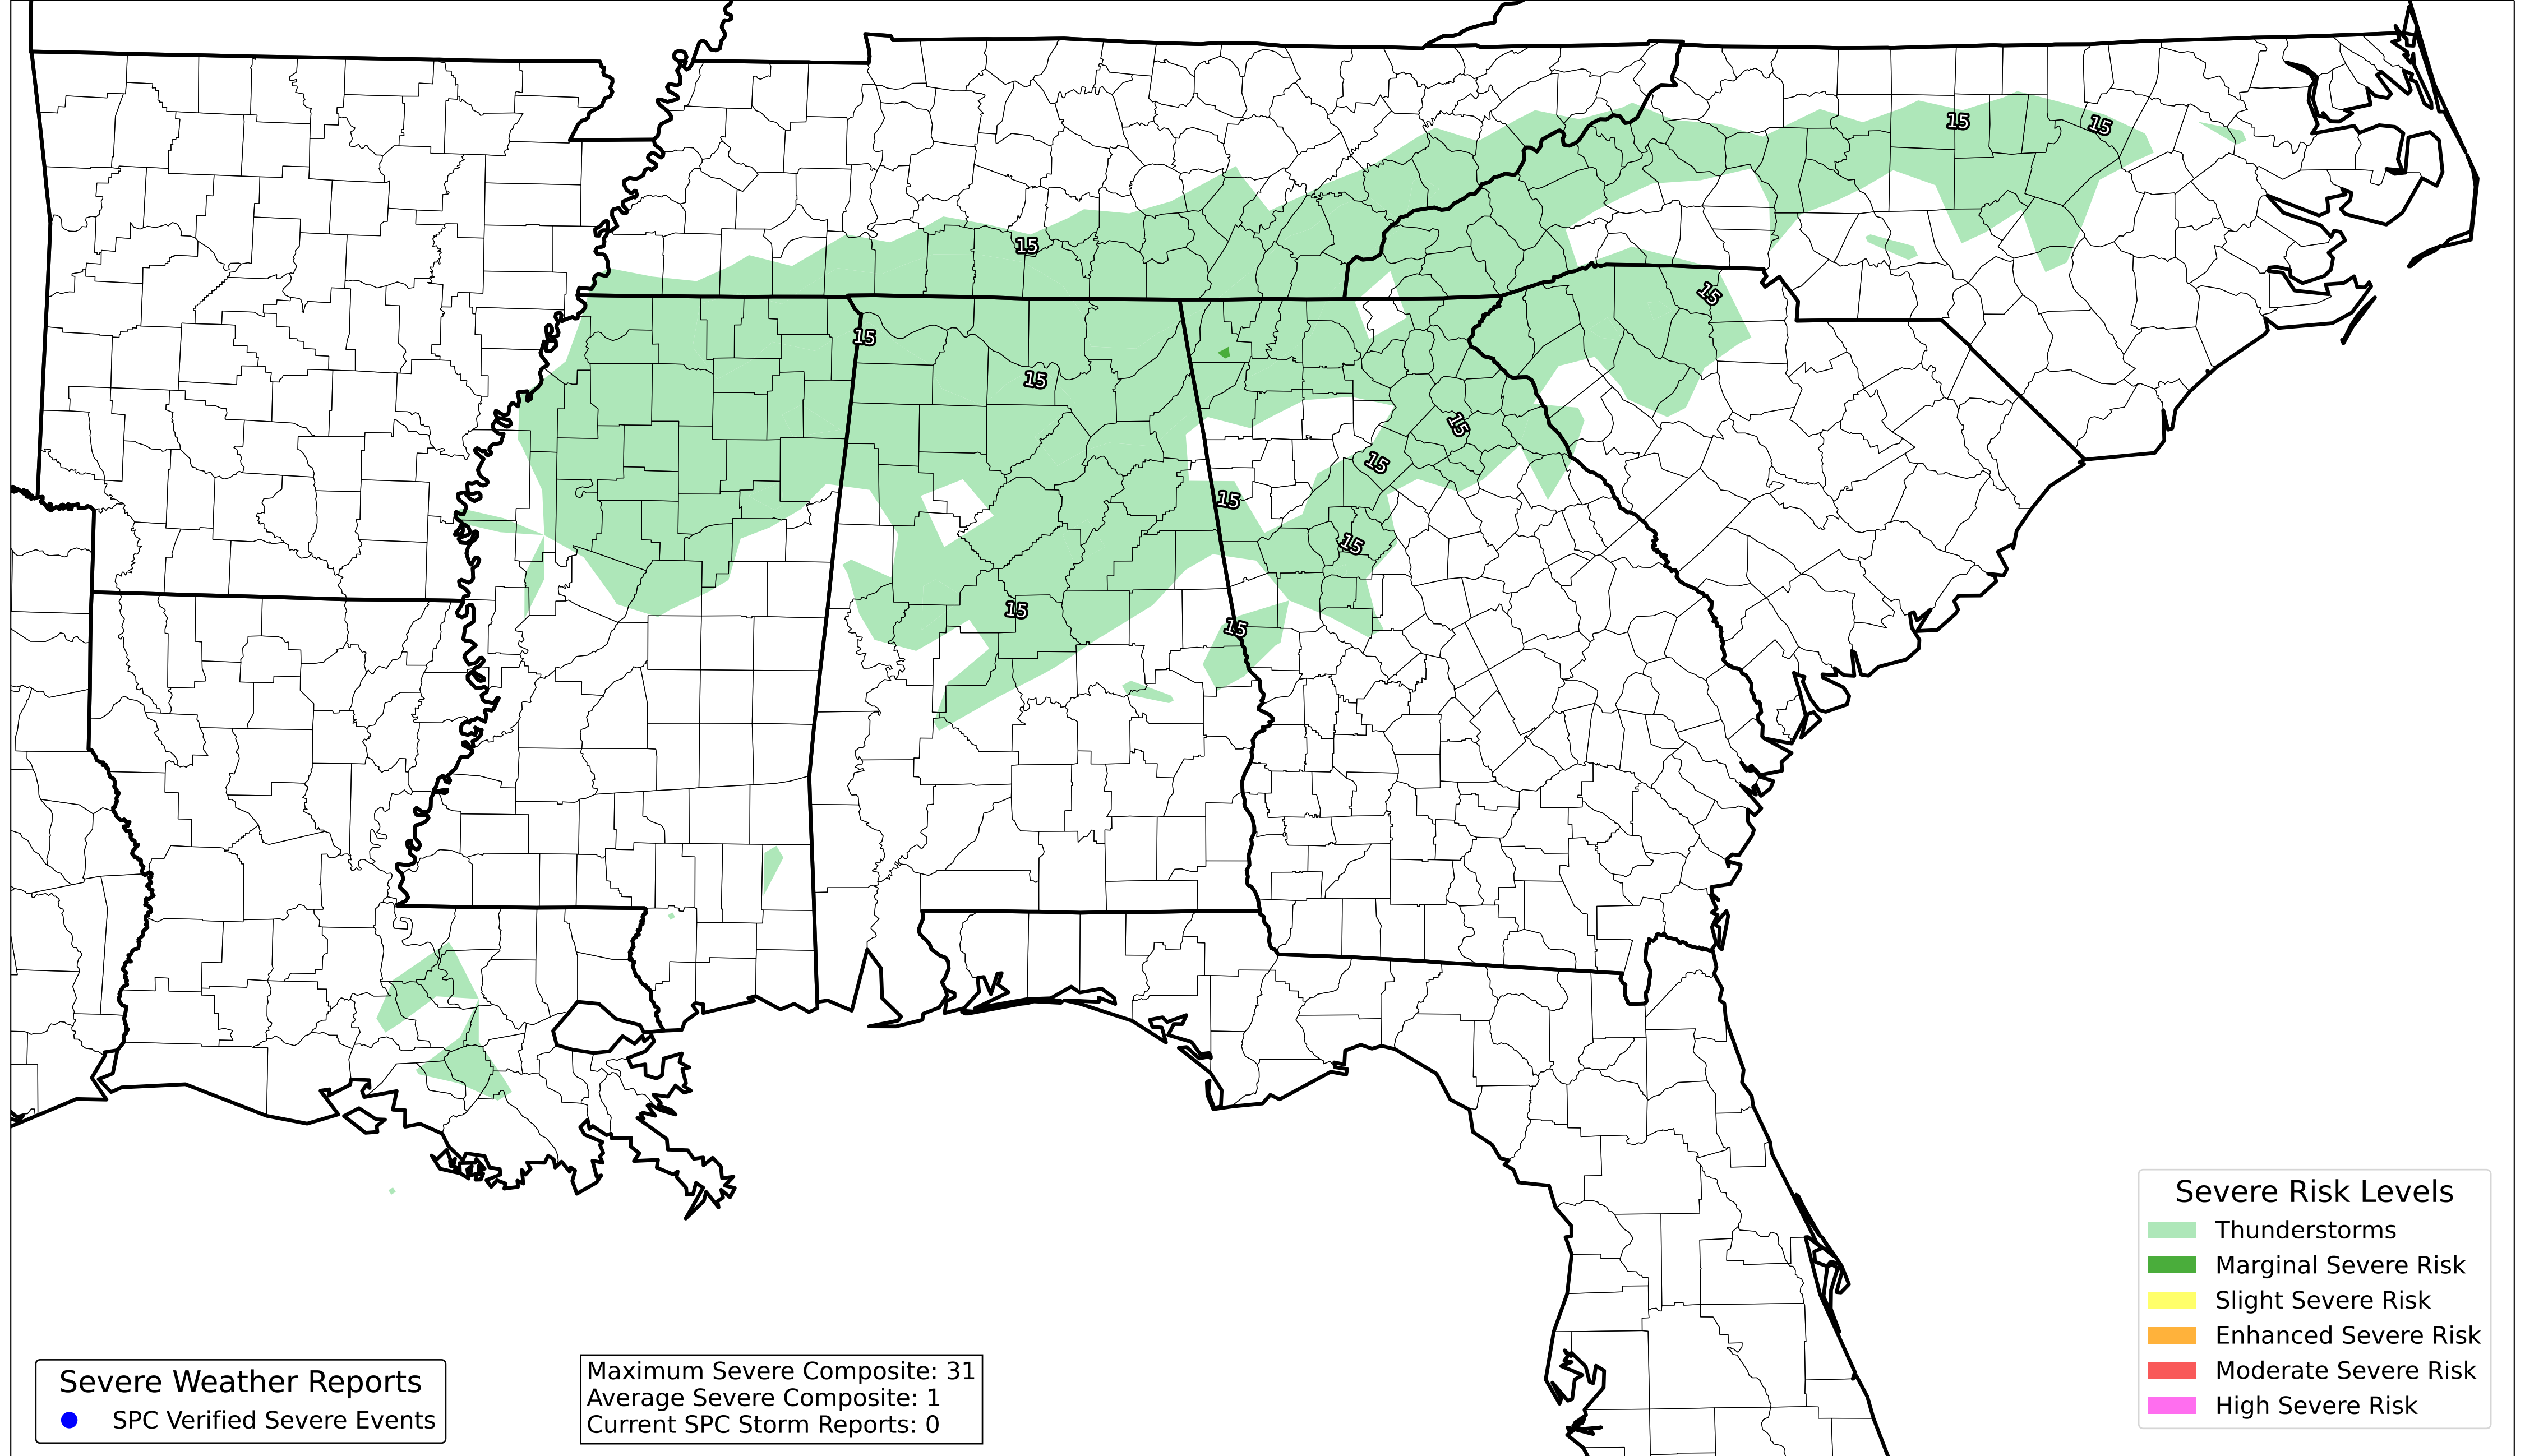 15
15
15
15
15
15
15
15
15
15
15
15
Severe Risk Levels
Thunderstorms
Marginal Severe Risk
Slight Severe Risk
Enhanced Severe Risk
Moderate Severe Risk
High Severe Risk
Severe Weather Reports
SPC Verified Severe Events
Maximum Severe Composite: 31
Average Severe Composite: 1
Current SPC Storm Reports: 0